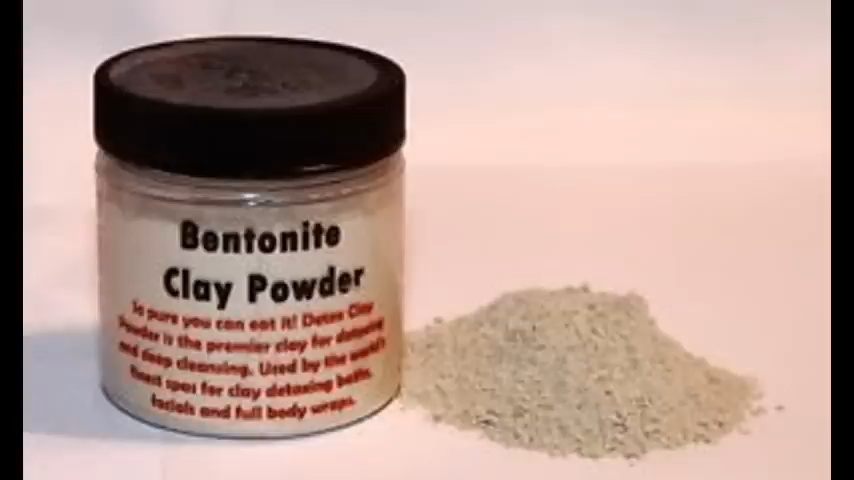 Bentonite
Clay Powder
So pure you can eat it! Detox Clay
Powder is the premier clay for detoxing
and deep cleansing. Used by the world's
finest spas for clay detoxing baths,
facials and full body wraps.